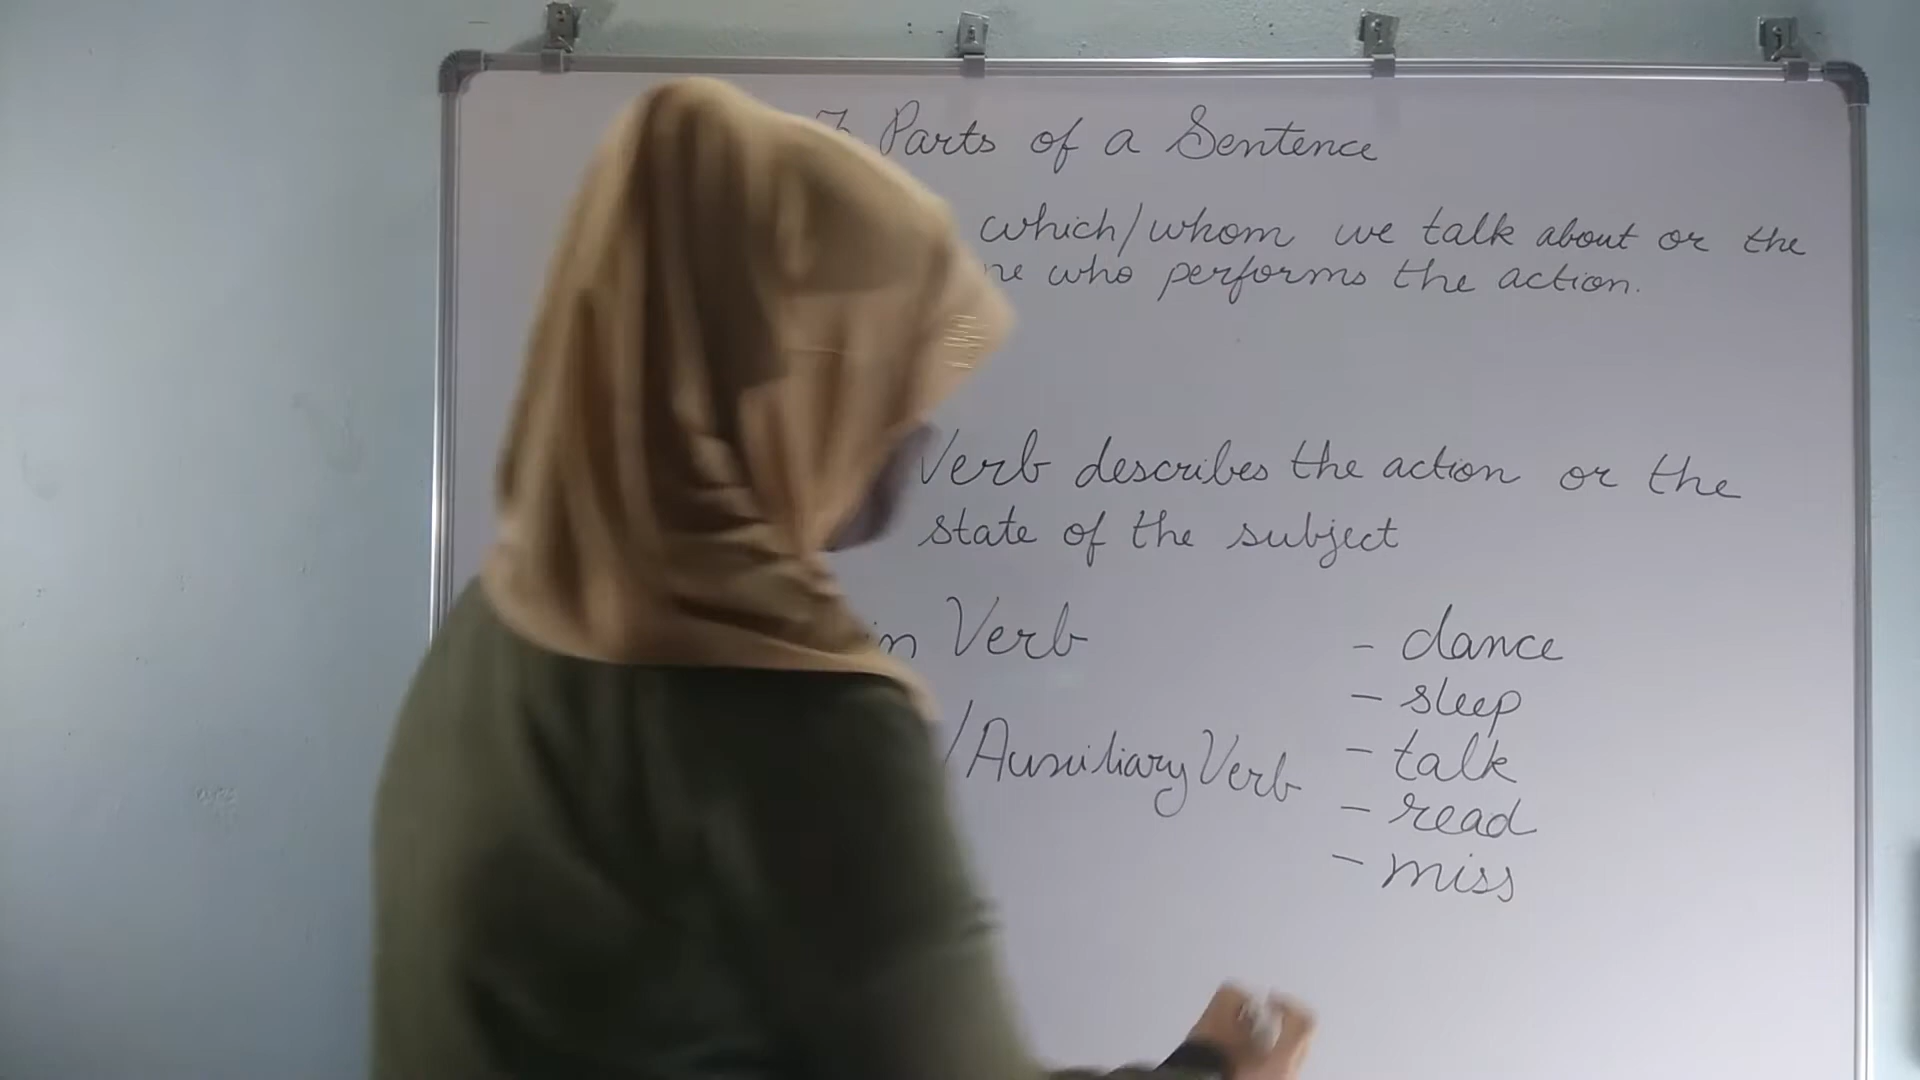 Parts of a Sentence
which/whom we talk about or the
who performs the action.
Verb describes the action or the
state of the subject
Verb
- dance
- sleep
/Auxiliary Verb
- talk
- read
- miss